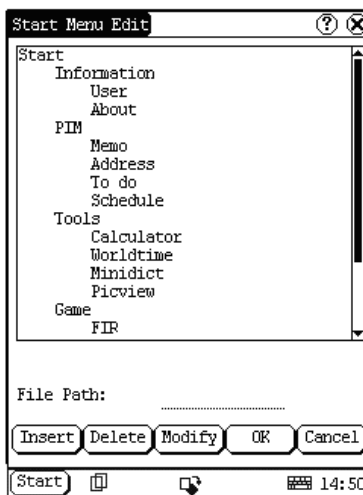 Start Menu Edit ?
Start
Information
User
About
PIM
Memo
Address
To do
Schedule
Tools
Calculator
Worldtime
Minidict
Picview
Game
FIR
File Path:
Insert Delete Modify OK Cancel
Start 14:50